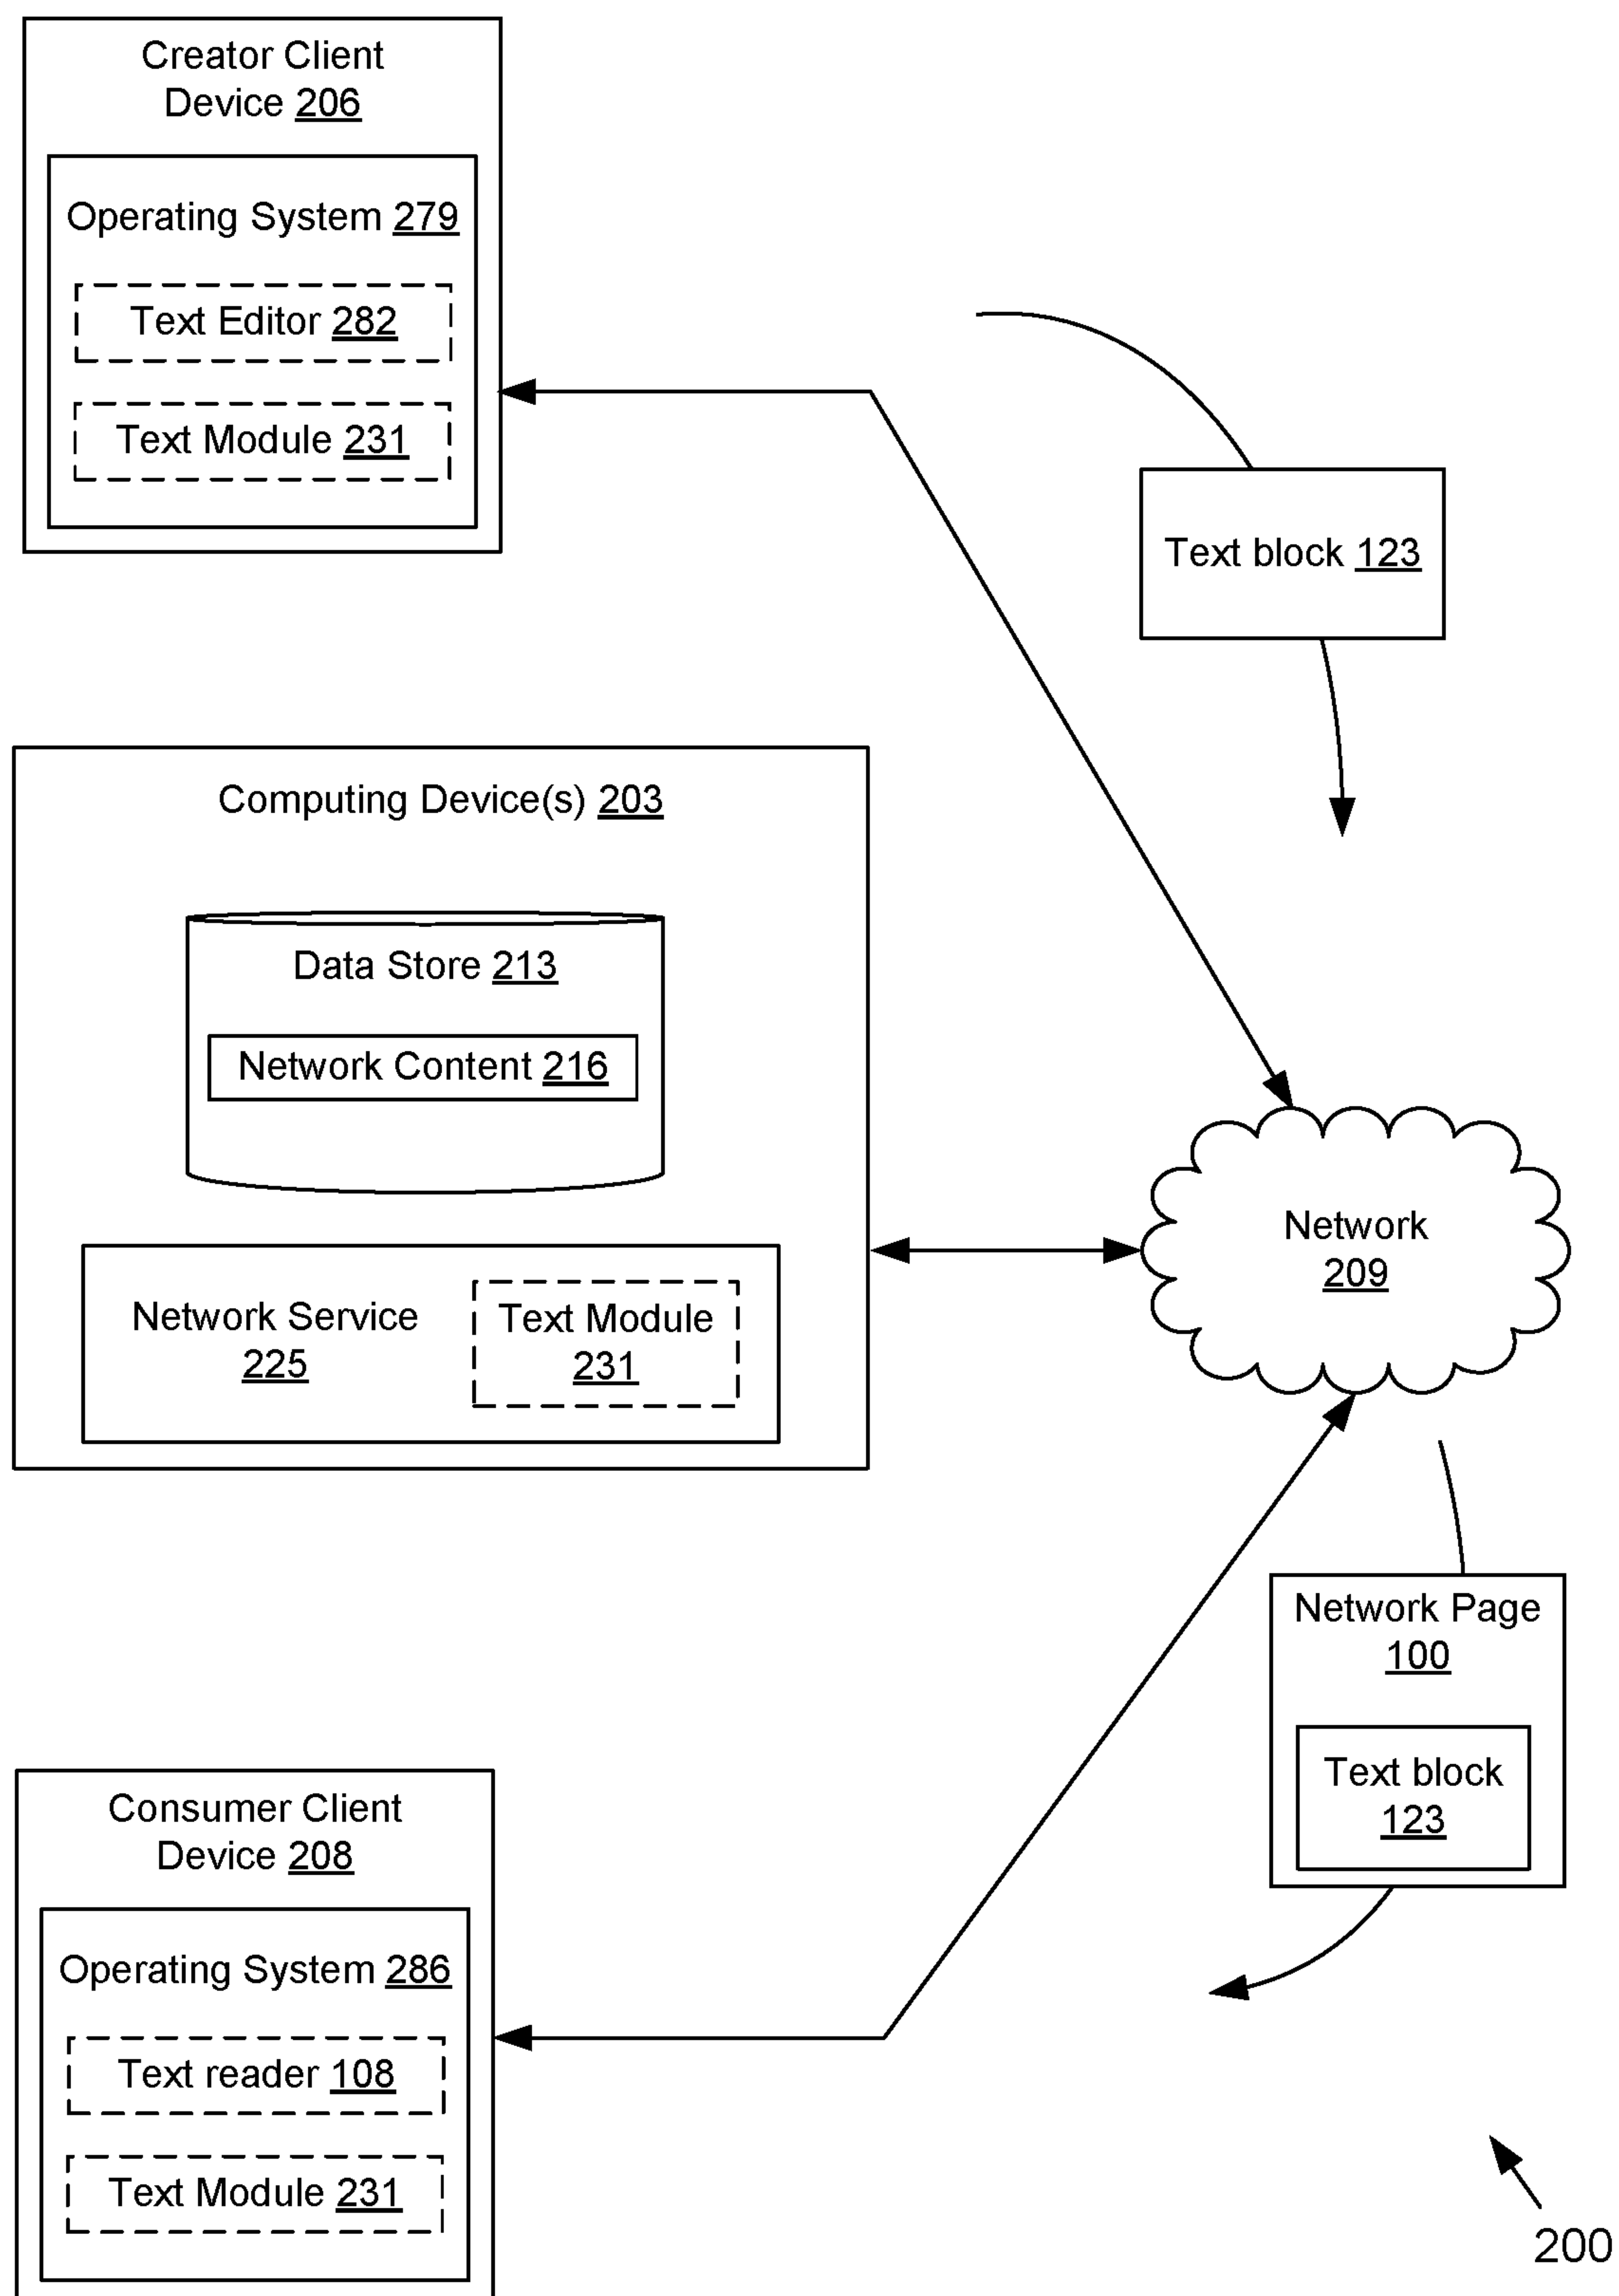 Creator Client
Device 206
Operating System 279
Text Editor 282
Text Module 231
Text block 123
Computing Device(s) 203
Data Store 213
Network Content 216
Network Service
225
Text Module
231
Network
209
Network Page
100
Text block
123
Consumer Client
Device 208
Operating System 286
Text reader 108
Text Module 231
200